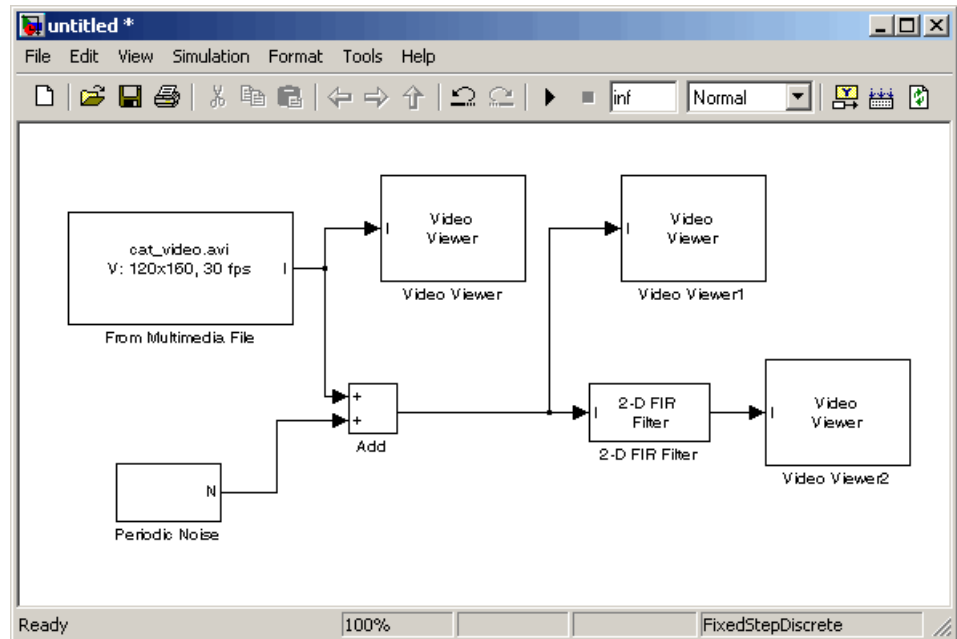 untitled *
File Edit View Simulation Format Tools Help
inf Normal
cat_video.avi
V: 120x160, 30 fps
I
From Multimedia File
I
Video
Viewer
Video Viewer
I
Video
Viewer
Video Viewer1
+
+
Add
I
2-D FIR
Filter
2-D FIR Filter
I
Video
Viewer
Video Viewer2
N
Periodic Noise
Ready 100% FixedStepDiscrete